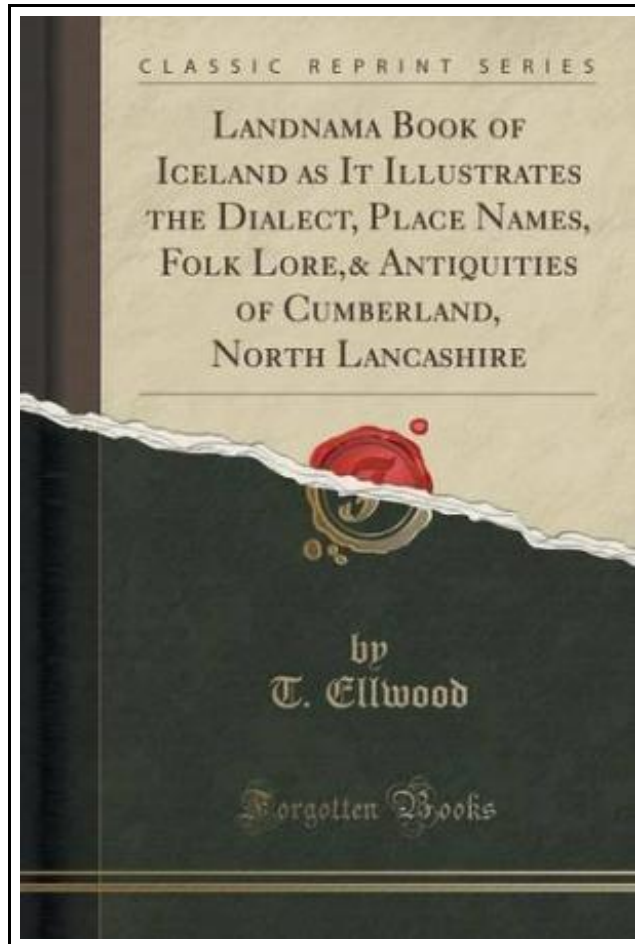 CLASSIC REPRINT SERIES
LANDNAMA BOOK OF
ICELAND AS IT ILLUSTRATES
THE DIALECT, PLACE NAMES,
FOLK LORE,& ANTIQUITIES
OF CUMBERLAND,
NORTH LANCASHIRE
by
T. Ellwood
Forgotten Books